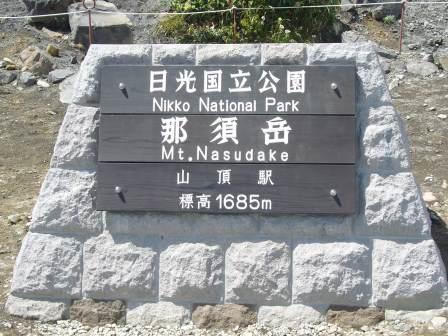 日光国立公園
Nikko National Park
那須岳
Mt.Nasudake
山頂駅
標高1685m